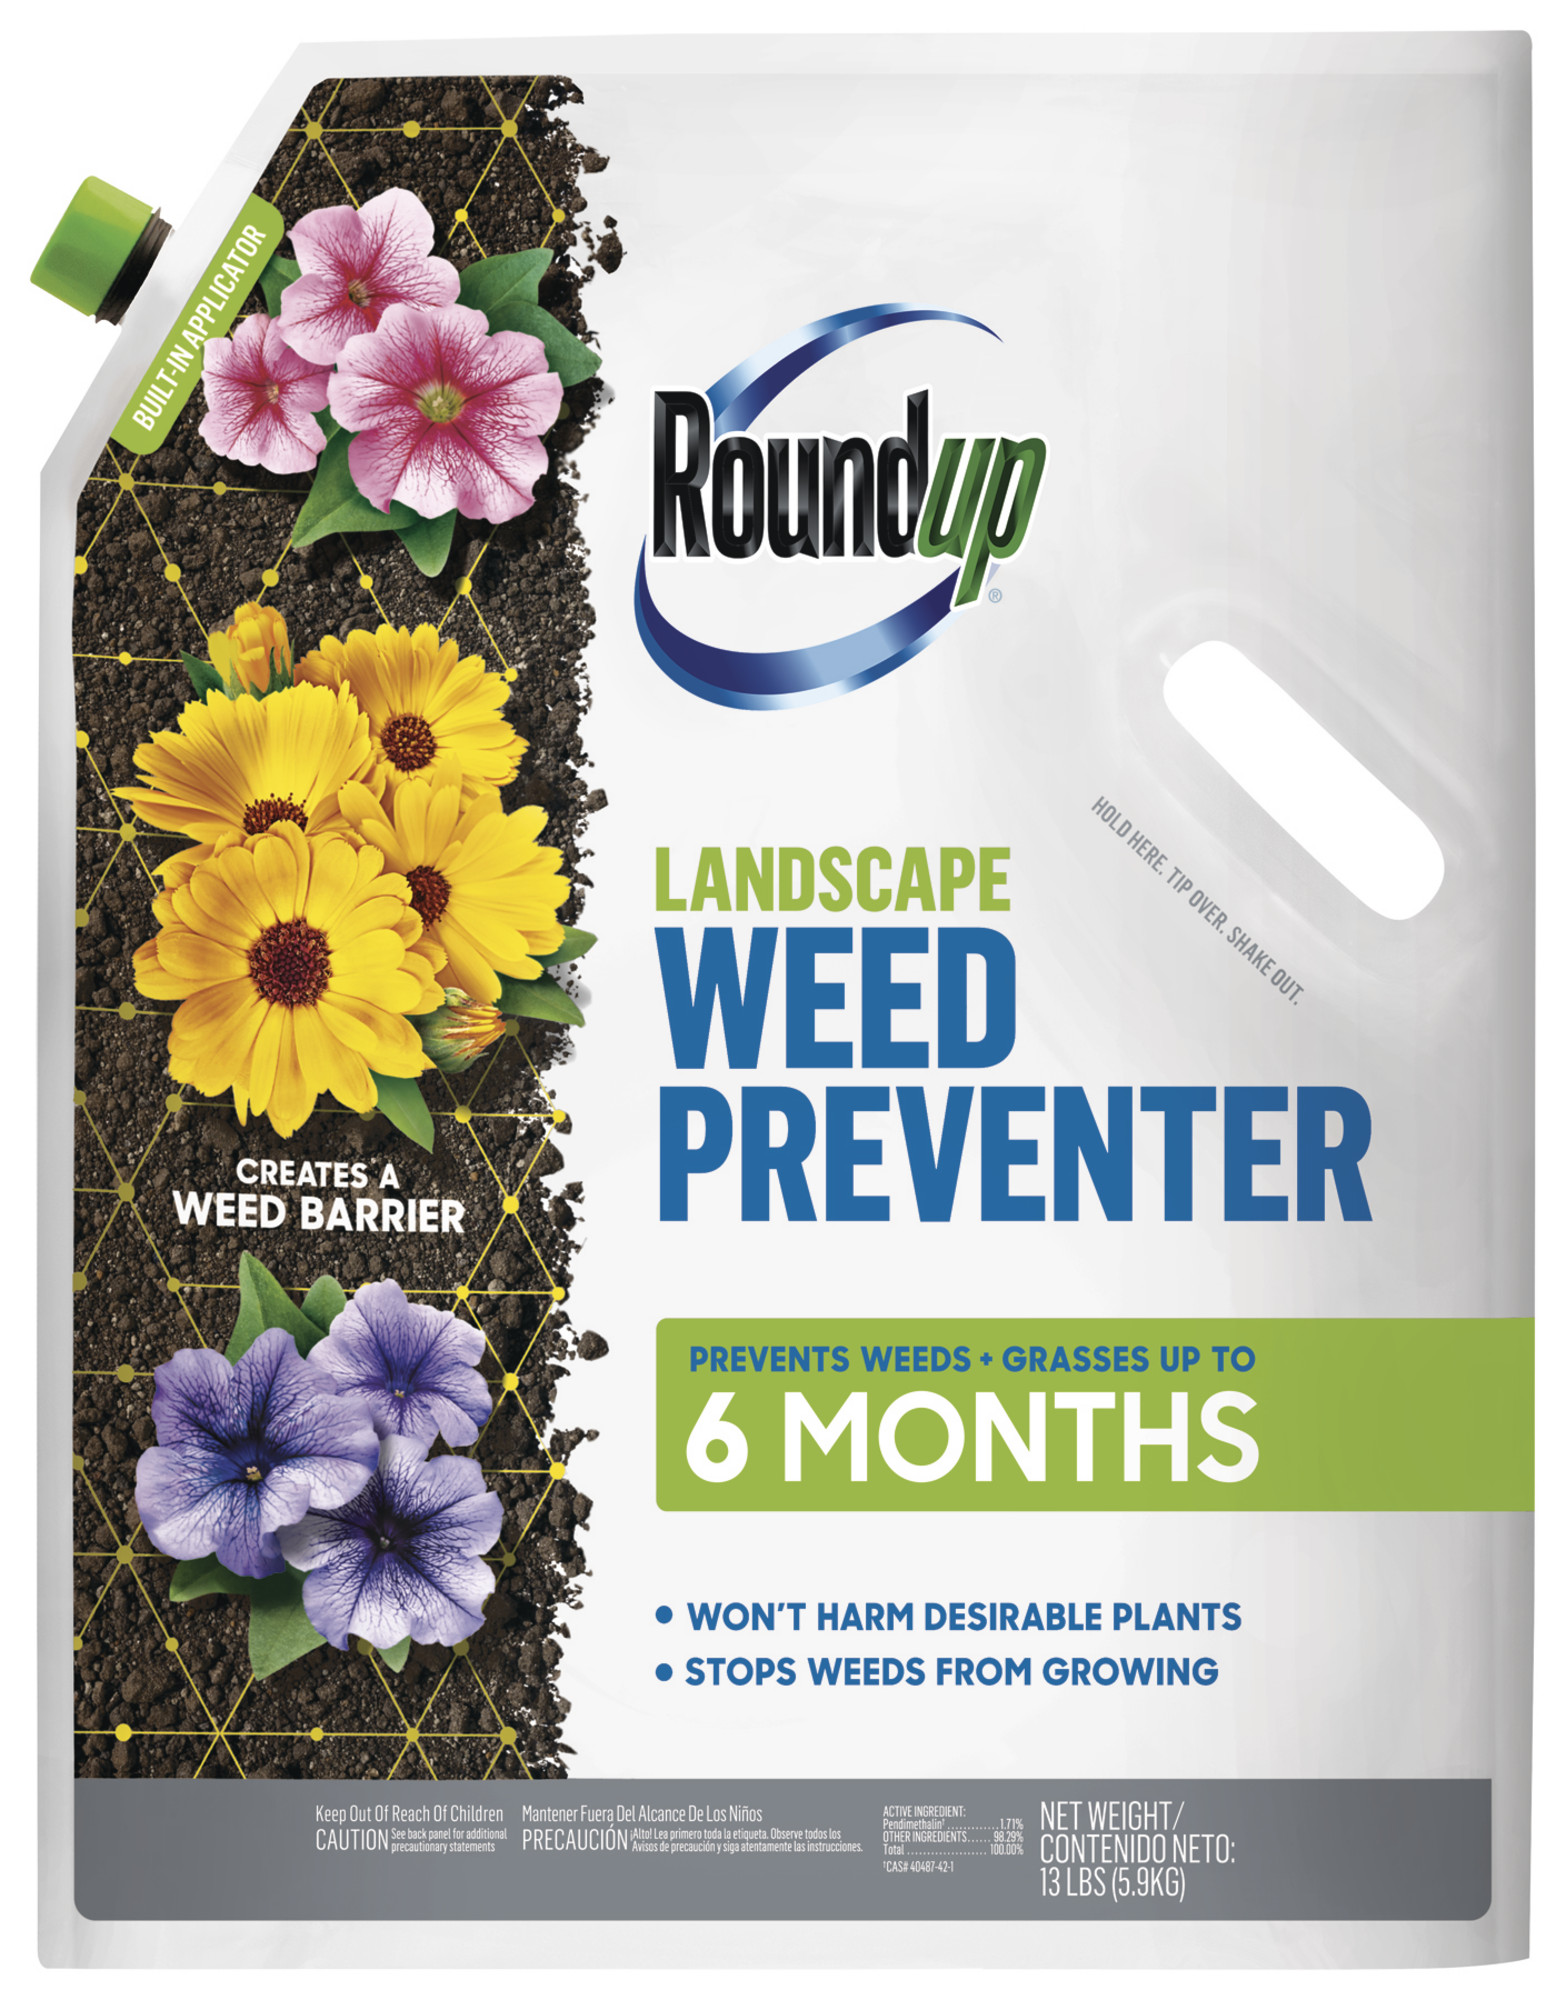 BUILT-IN APPLICATOR
Roundup®
HOLD HERE. TIP OVER. SHAKE OUT.
LANDSCAPE
WEED
PREVENTER
CREATES A
WEED BARRIER
PREVENTS WEEDS + GRASSES UP TO
6 MONTHS
• WON'T HARM DESIRABLE PLANTS
• STOPS WEEDS FROM GROWING
Keep Out Of Reach Of Children
CAUTION See back panel for additional
precautionary statements
Mantener Fuera Del Alcance De Los Niños
PRECAUCIÓN ¡Alto! Lea primero toda la etiqueta. Observe todos los
Avisos de precaución y siga atentamente las instrucciones.
ACTIVE INGREDIENT:
Pendimethalin† ............. 1.71%
OTHER INGREDIENTS...... 98.29%
Total .................... 100.00%
†CAS# 40487-42-1
NET WEIGHT/
CONTENIDO NETO:
13 LBS (5.9KG)